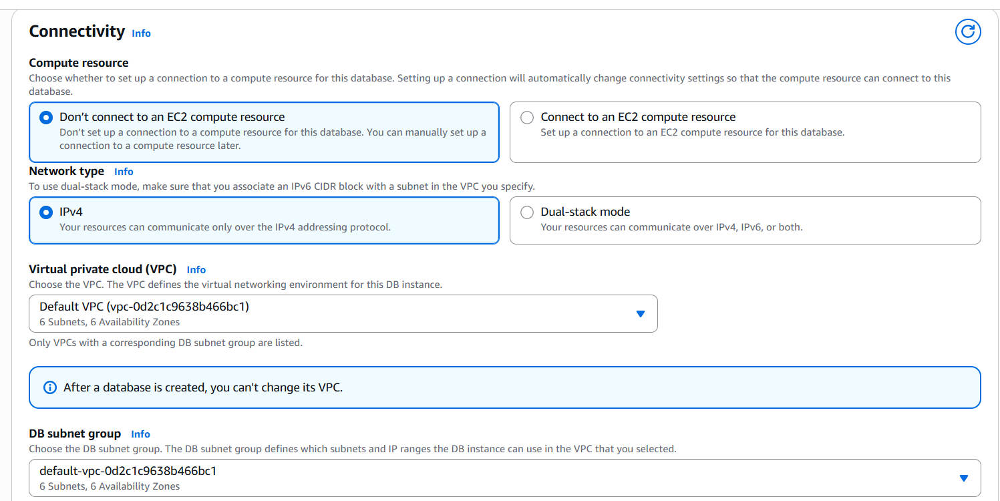 Connectivity Info
Compute resource
Choose whether to set up a connection to a compute resource for this database. Setting up a connection will automatically change connectivity settings so that the compute resource can connect to this
database.
Don’t connect to an EC2 compute resource
Don’t set up a connection to a compute resource for this database. You can manually set up a
connection to a compute resource later.
Connect to an EC2 compute resource
Set up a connection to an EC2 compute resource for this database.
Network type Info
To use dual-stack mode, make sure that you associate an IPv6 CIDR block with a subnet in the VPC you specify.
IPv4
Your resources can communicate only over the IPv4 addressing protocol.
Dual-stack mode
Your resources can communicate over IPv4, IPv6, or both.
Virtual private cloud (VPC) Info
Choose the VPC. The VPC defines the virtual networking environment for this DB instance.
Default VPC (vpc-0d2c1c9638b466bc1)
6 Subnets, 6 Availability Zones
Only VPCs with a corresponding DB subnet group are listed.
After a database is created, you can't change its VPC.
DB subnet group Info
Choose the DB subnet group. The DB subnet group defines which subnets and IP ranges the DB instance can use in the VPC that you selected.
default-vpc-0d2c1c9638b466bc1
6 Subnets, 6 Availability Zones